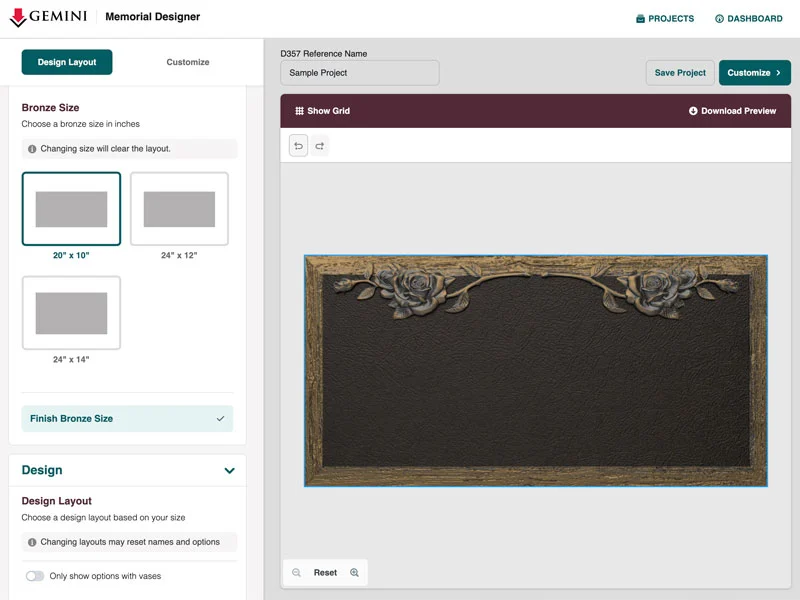 GEMINI
Memorial Designer
PROJECTS
DASHBOARD
Design Layout
Customize
Bronze Size
Choose a bronze size in inches
Changing size will clear the layout.
20" x 10"
24" x 12"
24" x 14"
Finish Bronze Size
Design
Design Layout
Choose a design layout based on your size
Changing layouts may reset names and options
Only show options with vases
D357 Reference Name
Sample Project
Save Project
Customize
Show Grid
Download Preview
Reset